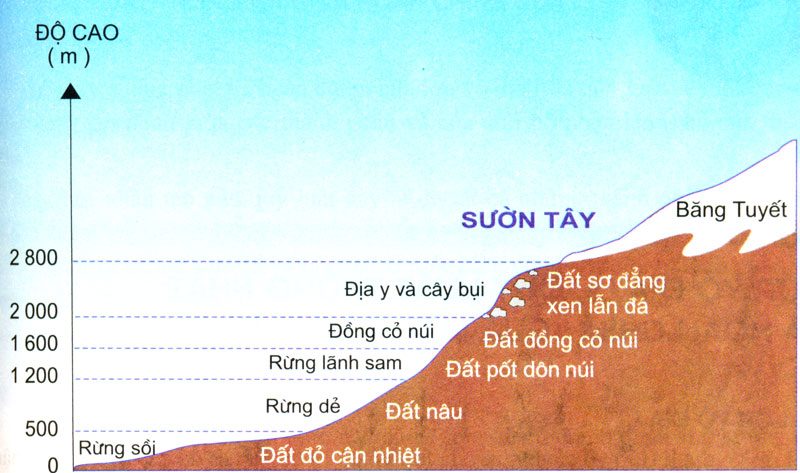 ĐỘ CAO
( m )
SƯỜN TÂY
Băng Tuyết
2 800
Địa y và cây bụi
Đất sơ đẳng
xen lẫn đá
2 000
Đồng cỏ núi
Đất đồng cỏ núi
1 600
Rừng lãnh sam
Đất pốt dôn núi
1 200
Rừng dẻ
Đất nâu
500
Rừng sồi
Đất đỏ cận nhiệt
0